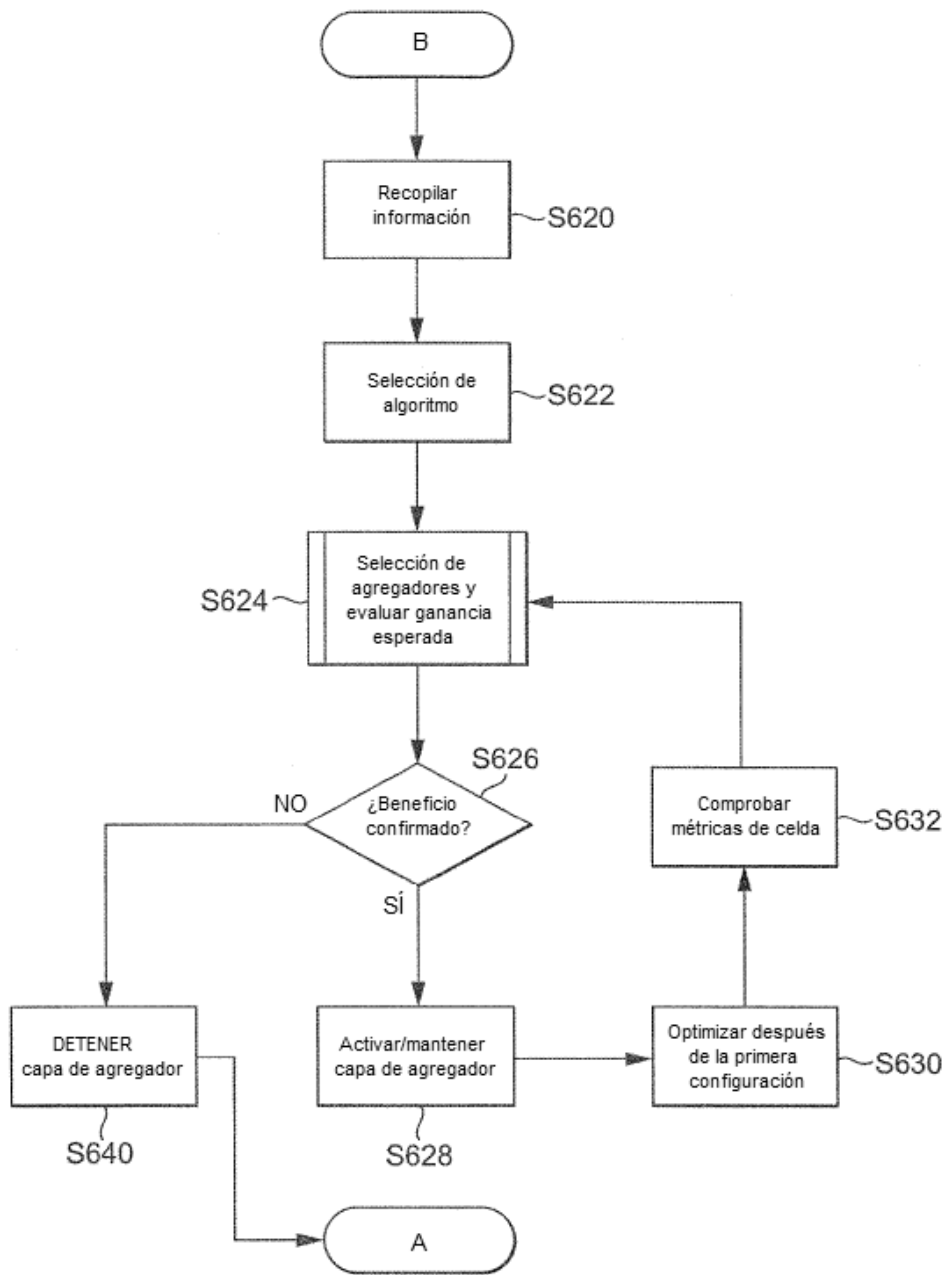 B
Recopilar
información
S620
Selección de
algoritmo
S622
Selección de
agregadores y
evaluar ganancia
esperada
S624
¿Beneficio
confirmado?
S626
NO
SÍ
Comprobar
métricas de celda
S632
DETENER
capa de agregador
S640
Activar/mantener
capa de agregador
S628
Optimizar después
de la primera
configuración
S630
A